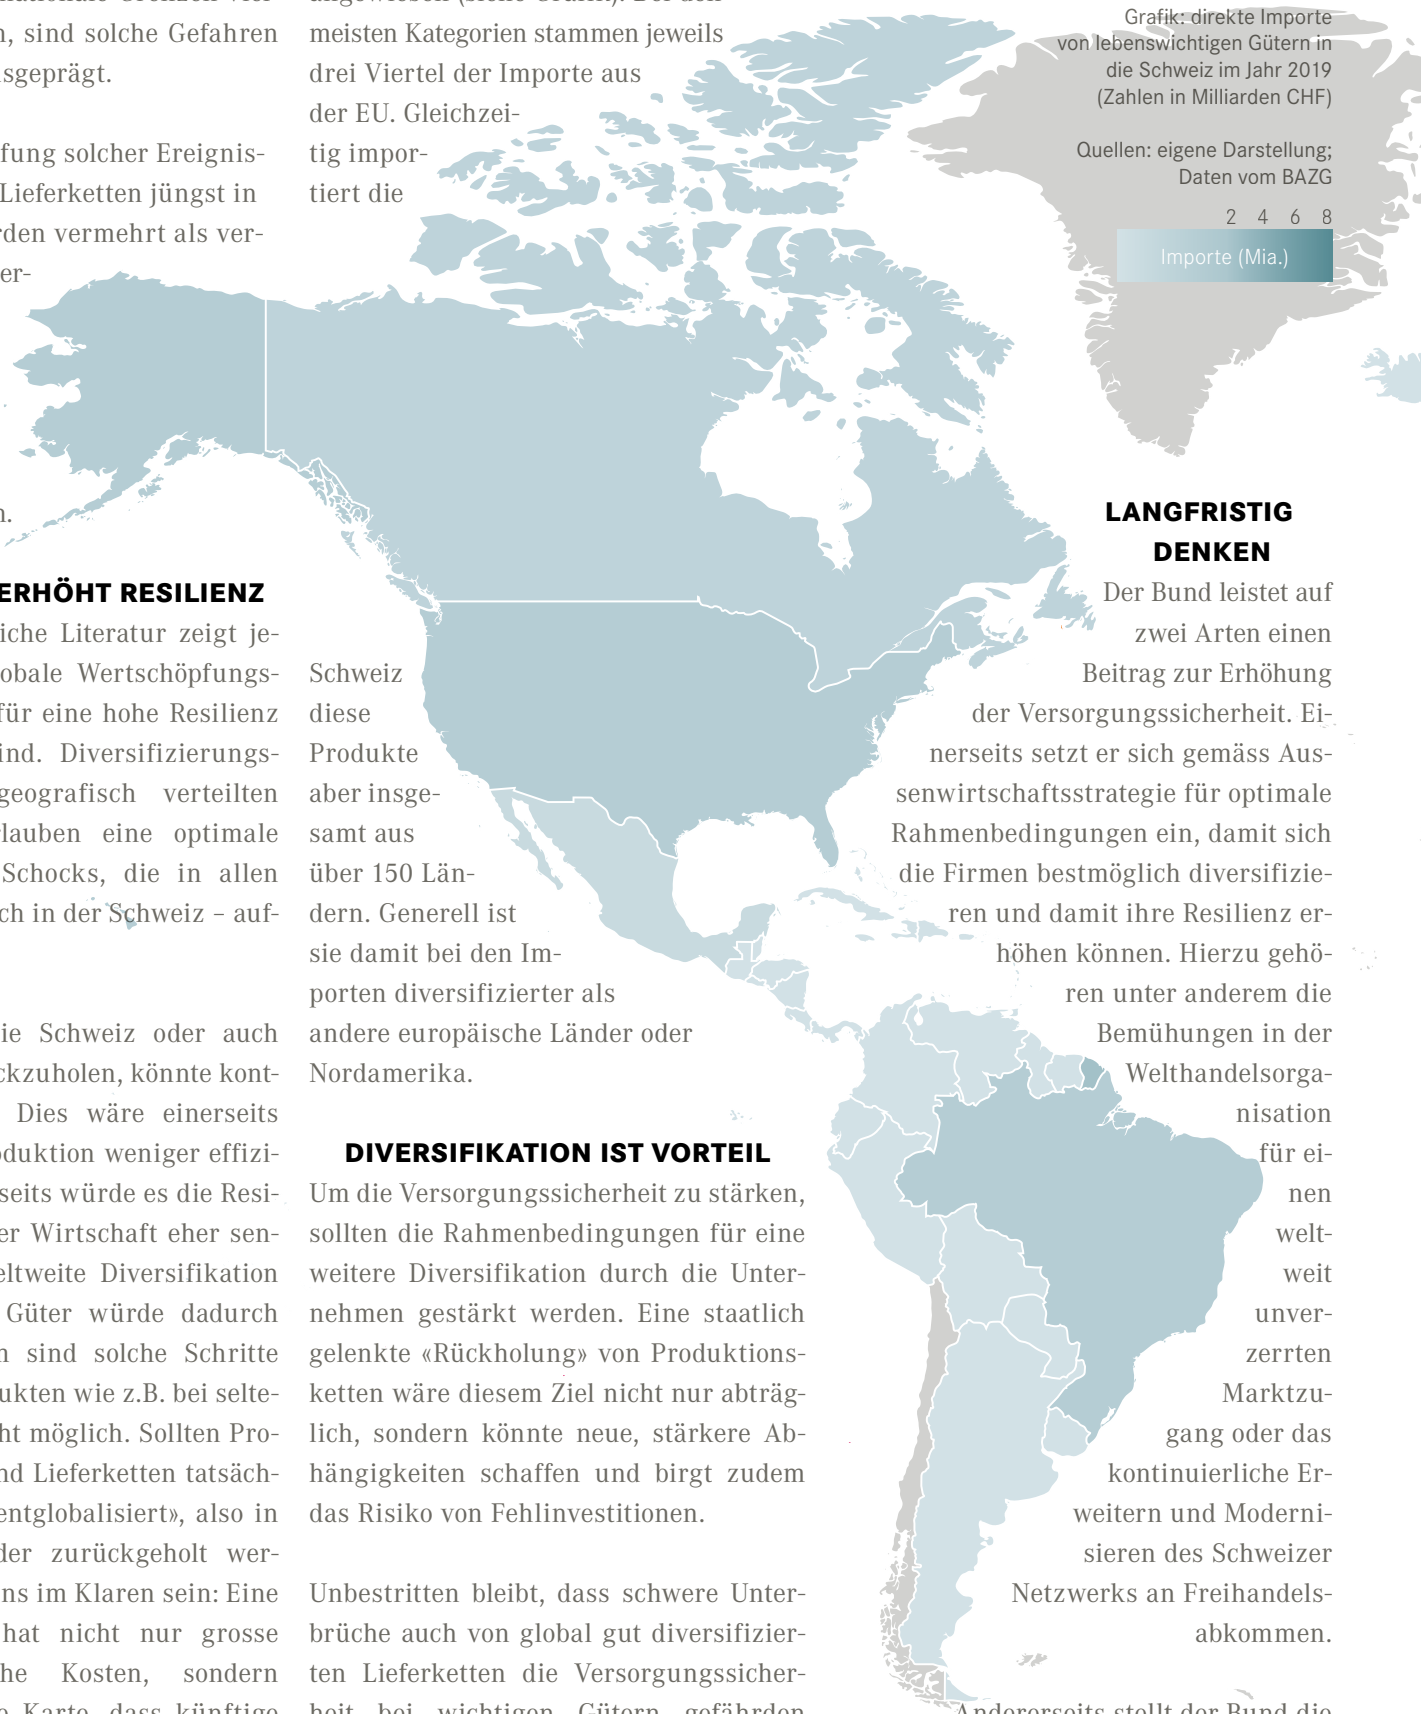 n, sind solche Gefahren
sgeprägt.
fung solcher Ereignis-
Lieferketten jüngst in
rden vermehrt als ver-
er-
n.
ERHÖHT RESILIENZ
iche Literatur zeigt je-
obale Wertschöpfungs-
für eine hohe Resilienz
ind. Diversifizierungs-
geografisch verteilten
rlauben eine optimale
Schocks, die in allen
ch in der Schweiz – auf-
ie Schweiz oder auch
ckzuholen, könnte kont-
Dies wäre einerseits
oduktion weniger effizi-
seits würde es die Resi-
er Wirtschaft eher sen-
eltweite Diversifikation
Güter würde dadurch
n sind solche Schritte
ukten wie z.B. bei selte-
ht möglich. Sollten Pro-
nd Lieferketten tatsäch-
entglobalisiert», also in
der zurückgeholt wer-
ns im Klaren sein: Eine
hat nicht nur grosse
che Kosten, sondern
e Karte, dass künftige
meisten Kategorien stammen jeweils
drei Viertel der Importe aus
der EU. Gleichzei-
tig impor-
tiert die
Schweiz
diese
Produkte
aber insge-
samt aus
über 150 Län-
dern. Generell ist
sie damit bei den Im-
porten diversifizierter als
andere europäische Länder oder
Nordamerika.
DIVERSIFIKATION IST VORTEIL
Um die Versorgungssicherheit zu stärken,
sollten die Rahmenbedingungen für eine
weitere Diversifikation durch die Unter-
nehmen gestärkt werden. Eine staatlich
gelenkte «Rückholung» von Produktions-
ketten wäre diesem Ziel nicht nur abträg-
lich, sondern könnte neue, stärkere Ab-
hängigkeiten schaffen und birgt zudem
das Risiko von Fehlinvestitionen.
Unbestritten bleibt, dass schwere Unter-
brüche auch von global gut diversifizier-
ten Lieferketten die Versorgungssicher-
heit bei wichtigen Gütern gefährden
Grafik: direkte Importe
von lebenswichtigen Gütern in
die Schweiz im Jahr 2019
(Zahlen in Milliarden CHF)
Quellen: eigene Darstellung;
Daten vom BAZG
2 4 6 8
Importe (Mia.)
LANGFRISTIG
DENKEN
Der Bund leistet auf
zwei Arten einen
Beitrag zur Erhöhung
der Versorgungssicherheit. Ei-
nerseits setzt er sich gemäss Aus-
senwirtschaftsstrategie für optimale
Rahmenbedingungen ein, damit sich
die Firmen bestmöglich diversifizie-
ren und damit ihre Resilienz er-
höhen können. Hierzu gehö-
ren unter anderem die
Bemühungen in der
Welthandelsorga-
nisation
für ei-
nen
welt-
weit
unver-
zerrten
Marktzu-
gang oder das
kontinuierliche Er-
weitern und Moderni-
sieren des Schweizer
Netzwerks an Freihandels-
abkommen.
Andererseits stellt der Bund die